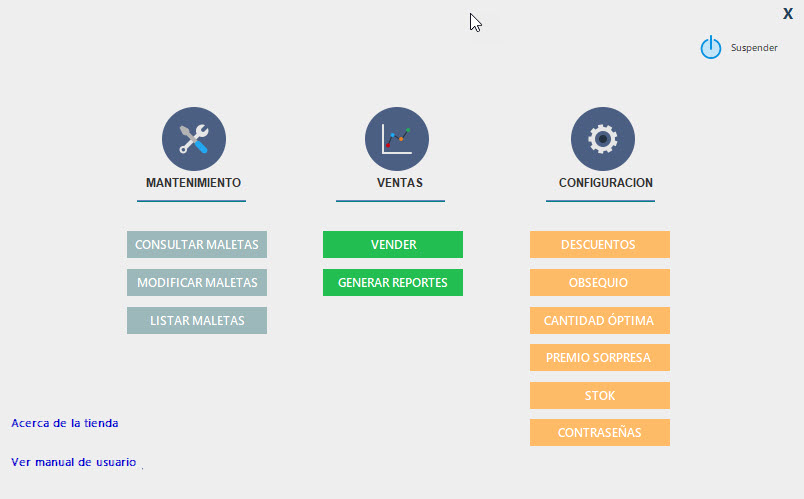 X
Suspender
MANTENIMIENTO
VENTAS
CONFIGURACION
CONSULTAR MALETAS
MODIFICAR MALETAS
LISTAR MALETAS
VENDER
GENERAR REPORTES
DESCUENTOS
OBSEQUIO
CANTIDAD ÓPTIMA
PREMIO SORPRESA
STOK
CONTRASEÑAS
Acerca de la tienda
Ver manual de usuario